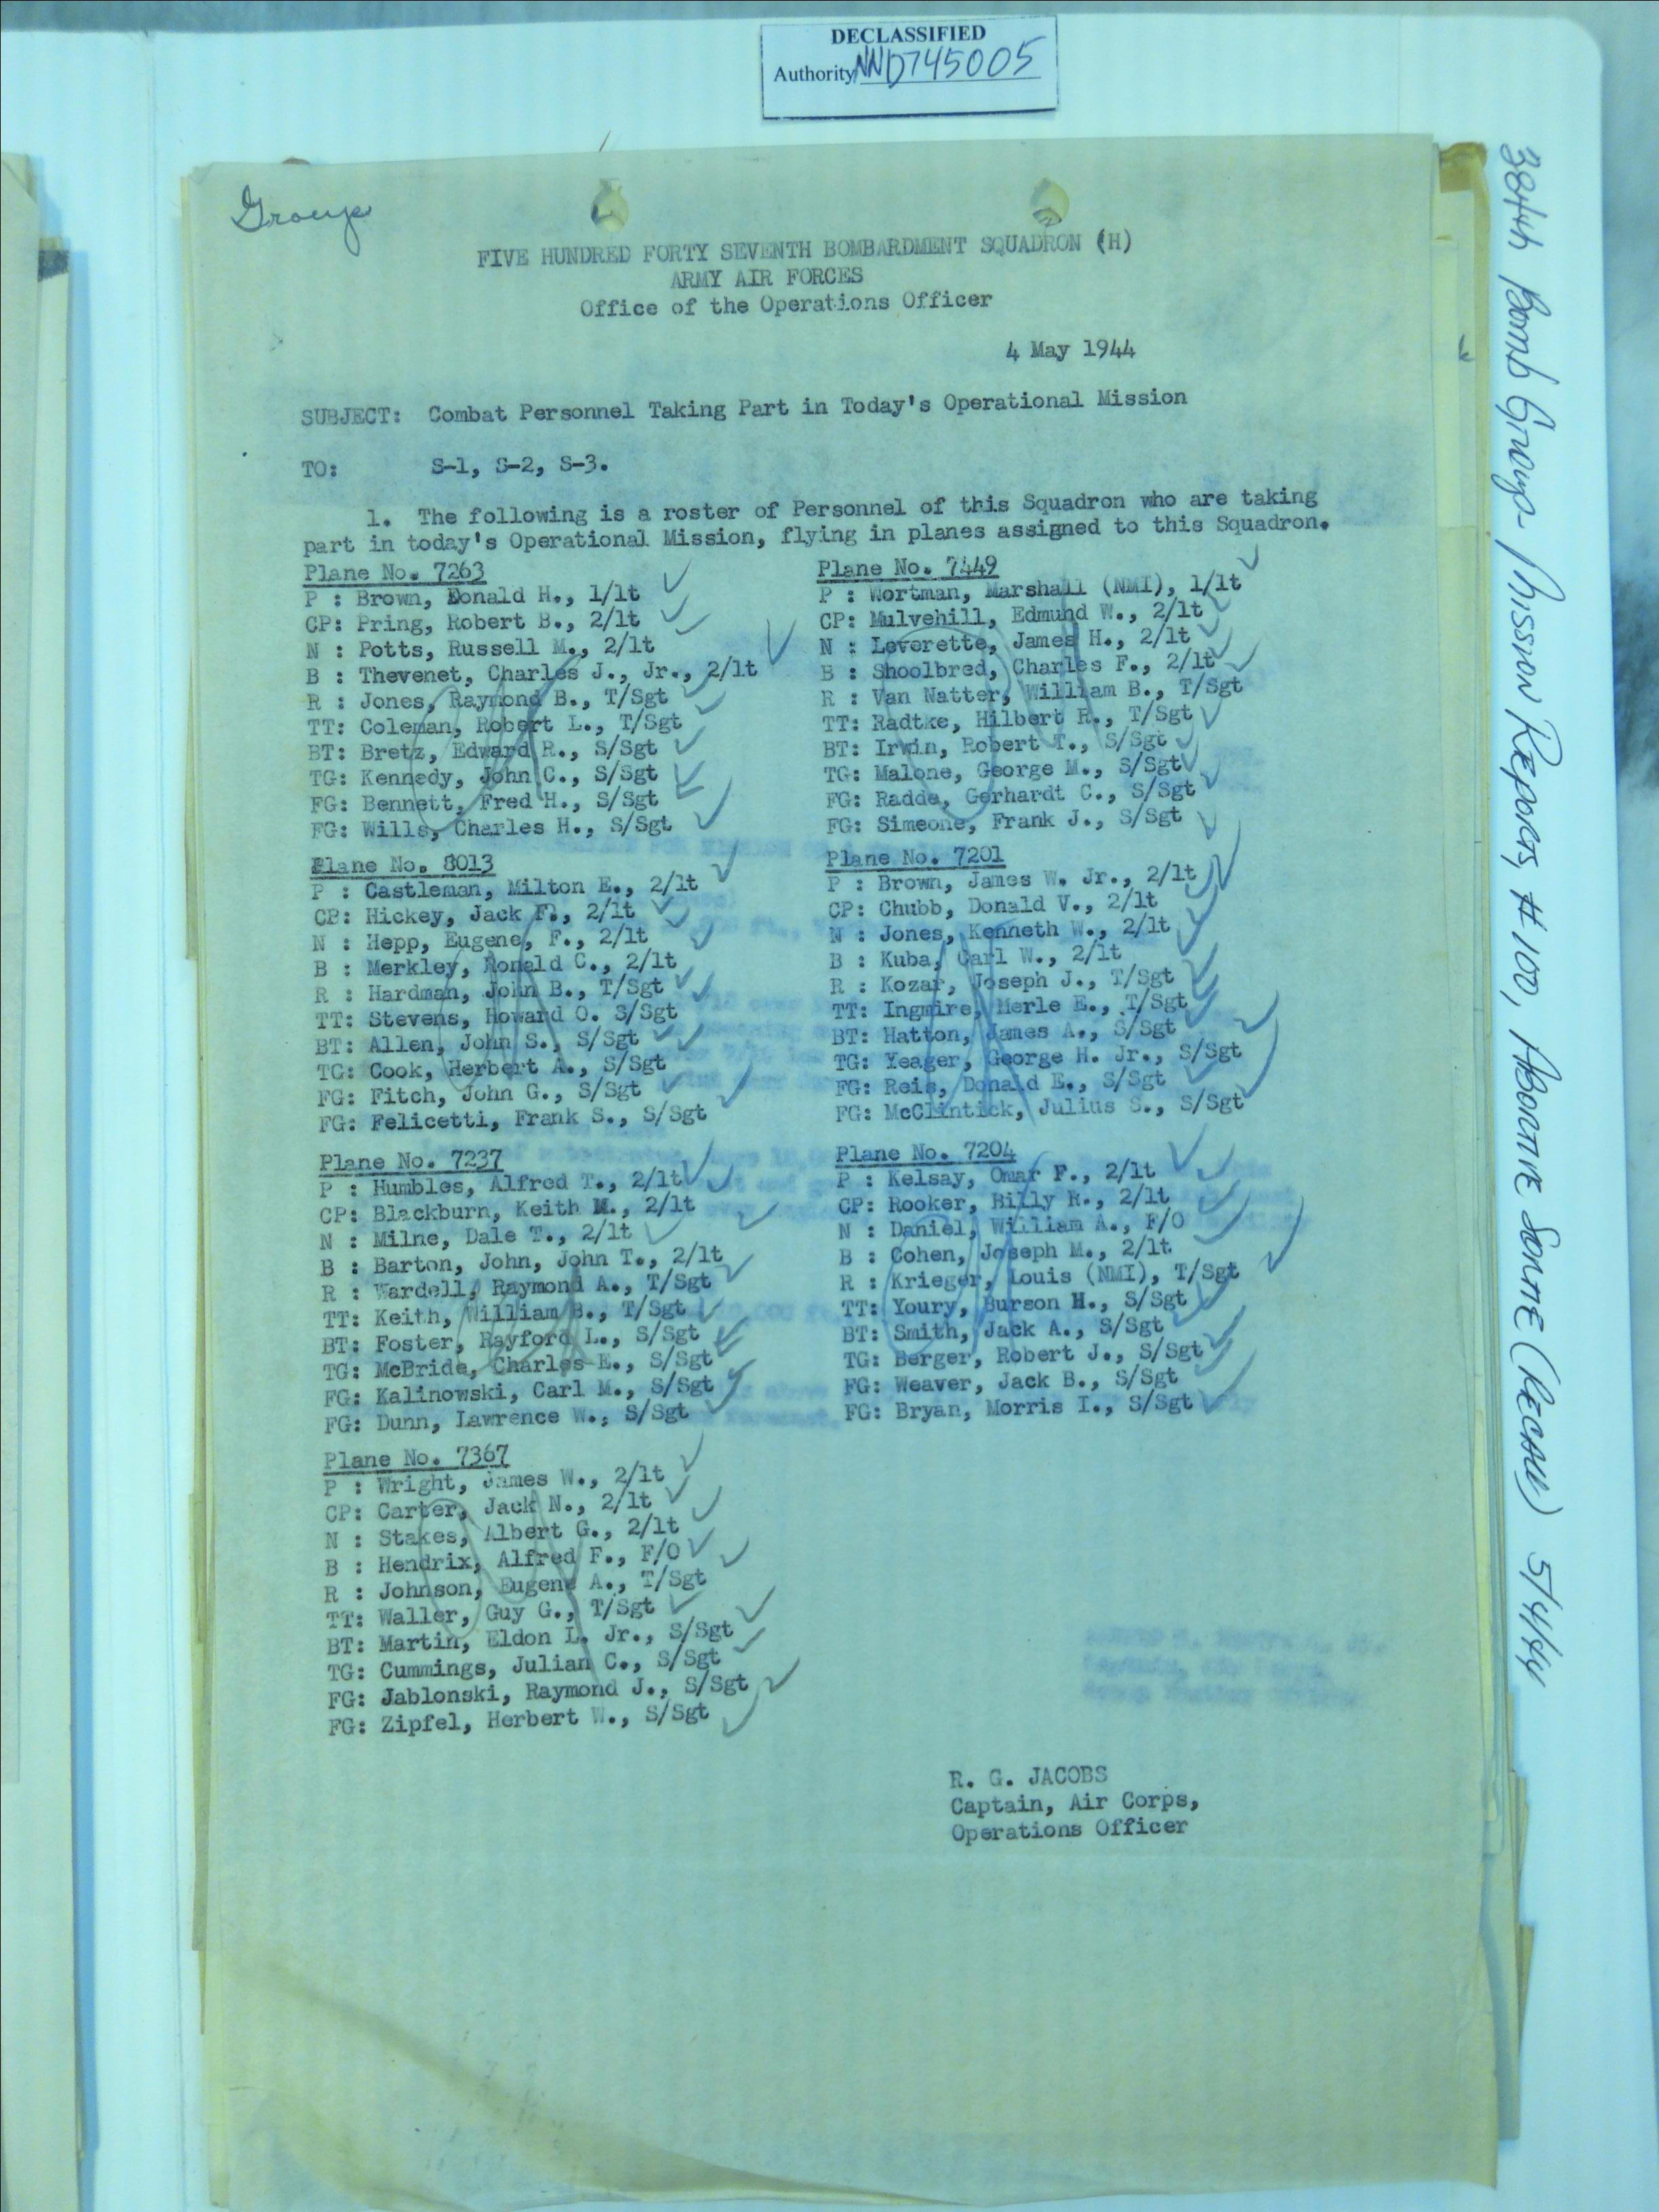 DECLASSIFIED
Authority NND745005
Group
FIVE HUNDRED FORTY SEVENTH BOMBARDMENT SQUADRON (H)
ARMY AIR FORCES
Office of the Operations Officer
4 May 1944
SUBJECT: Combat Personnel Taking Part in Today's Operational Mission
TO: S-1, S-2, S-3.
1. The following is a roster of Personnel of this Squadron who are taking
part in today's Operational Mission, flying in planes assigned to this Squadron.
Plane No. 7263
P : Brown, Donald H., 1/lt
CP: Pring, Robert B., 2/lt
N : Potts, Russell M., 2/lt
B : Thevenet, Charles J., Jr., 2/lt
R : Jones, Raymond B., T/Sgt
TT: Coleman, Robert L., T/Sgt
BT: Bretz, Edward R., S/Sgt
TG: Kennedy, John C., S/Sgt
FG: Bennett, Fred H., S/Sgt
FG: Wills, Charles H., S/Sgt
Plane No. 7449
P : Wortman, Marshall (NMI), 1/lt
CP: Mulvehill, Edmund W., 2/lt
N : Leverette, James H., 2/lt
B : Shoolbred, Charles F., 2/lt
R : Van Natter, William B., T/Sgt
TT: Radtke, Hilbert R., T/Sgt
BT: Irwin, Robert T., S/Sgt
TG: Malone, George M., S/Sgt
FG: Radde, Gerhardt C., S/Sgt
FG: Simeone, Frank J., S/Sgt
Plane No. 8013
P : Castleman, Milton E., 2/lt
CP: Hickey, Jack F., 2/lt
N : Hepp, Eugene, F., 2/lt
B : Merkley, Ronald C., 2/lt
R : Hardman, John B., T/Sgt
TT: Stevens, Howard O. S/Sgt
BT: Allen, John S., S/Sgt
TG: Cook, Herbert A., S/Sgt
FG: Fitch, John G., S/Sgt
FG: Felicetti, Frank S., S/Sgt
Plane No. 7201
P : Brown, James W. Jr., 2/lt
CP: Chubb, Donald V., 2/lt
N : Jones, Kenneth W., 2/lt
B : Kuba, Carl W., 2/lt
R : Kozar, Joseph J., T/Sgt
TT: Ingmire, Merle E., T/Sgt
BT: Hatton, James A., S/Sgt
TG: Yeager, George H. Jr., S/Sgt
FG: Reis, Donald E., S/Sgt
FG: McClintick, Julius S., S/Sgt
Plane No. 7237
P : Humbles, Alfred T., 2/lt
CP: Blackburn, Keith M., 2/lt
N : Milne, Dale T., 2/lt
B : Barton, John, John T., 2/lt
R : Wardell, Raymond A., T/Sgt
TT: Keith, William B., T/Sgt
BT: Foster, Rayford L., S/Sgt
TG: McBride, Charles E., S/Sgt
FG: Kalinowski, Carl M., S/Sgt
FG: Dunn, Lawrence W., S/Sgt
Plane No. 7204
P : Kelsay, Omar F., 2/lt
CP: Rooker, Billy R., 2/lt
N : Daniel, William A., F/O
B : Cohen, Joseph M., 2/lt
R : Krieger, Louis (NMI), T/Sgt
TT: Youry, Burson H., S/Sgt
BT: Smith, Jack A., S/Sgt
TG: Berger, Robert J., S/Sgt
FG: Weaver, Jack B., S/Sgt
FG: Bryan, Morris I., S/Sgt
Plane No. 7367
P : Wright, James W., 2/lt
CP: Carter, Jack N., 2/lt
N : Stakes, Albert G., 2/lt
B : Hendrix, Alfred F., F/O
R : Johnson, Eugene A., T/Sgt
TT: Waller, Guy G., T/Sgt
BT: Martin, Eldon L. Jr., S/Sgt
TG: Cummings, Julian C., S/Sgt
FG: Jablonski, Raymond J., S/Sgt
FG: Zipfel, Herbert W., S/Sgt
R. G. JACOBS
Captain, Air Corps,
Operations Officer
384th Bomb Group - Mission Reports, #100, Abortive Sortie (Recall) 5/4/44